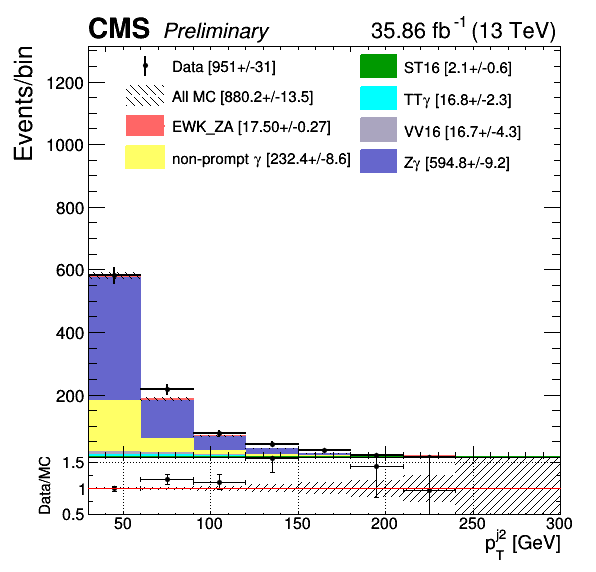 CMS Preliminary 35.86 fb⁻¹ (13 TeV)
Events/bin
1200
1000
800
600
400
200
Data [951+/-31]
All MC [880.2+/-13.5]
EWK_ZA [17.50+/-0.27]
non-prompt γ [232.4+/-8.6]
ST16 [2.1+/-0.6]
TTγ [16.8+/-2.3]
VV16 [16.7+/-4.3]
Zγ [594.8+/-9.2]
Data/MC
1.5
1
0.5
50 100 150 200 250 300
p_T^j2 [GeV]